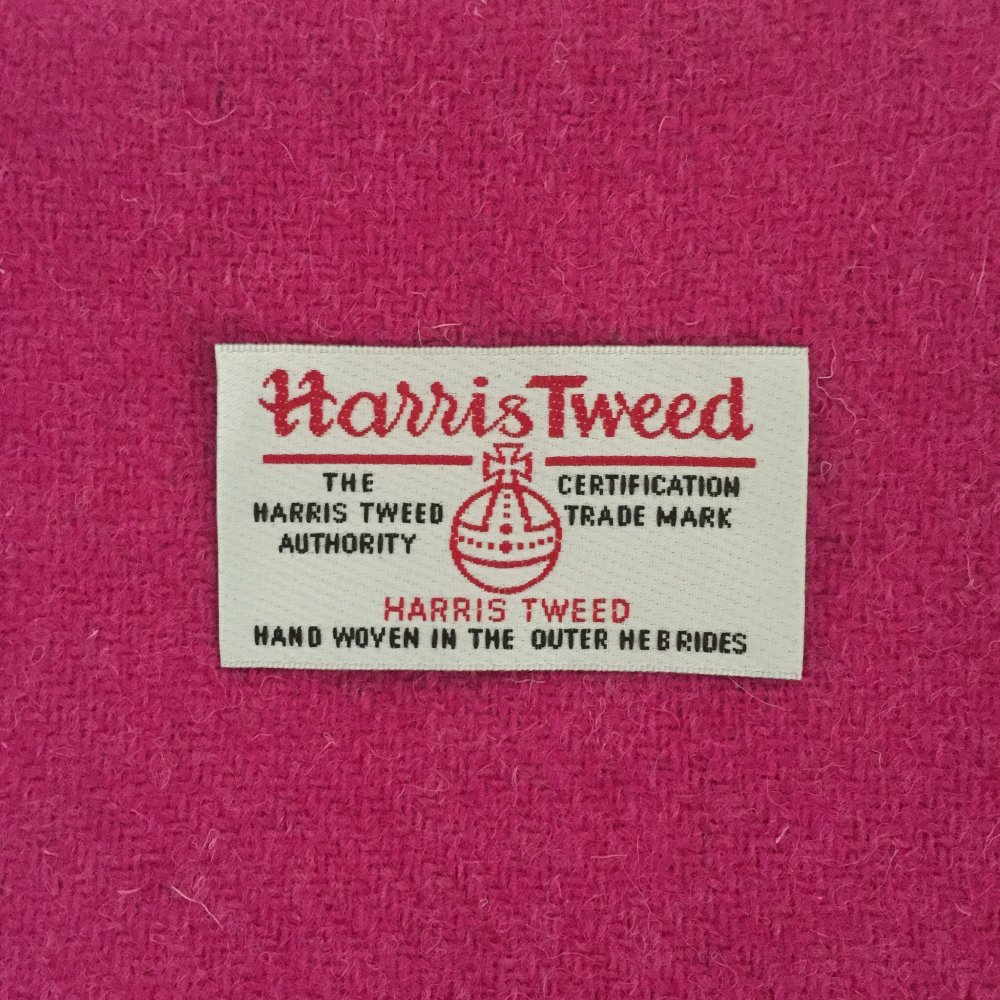 Harris Tweed
THE
HARRIS TWEED
AUTHORITY
CERTIFICATION
TRADE MARK
HARRIS TWEED
HAND WOVEN IN THE OUTER HEBRIDES